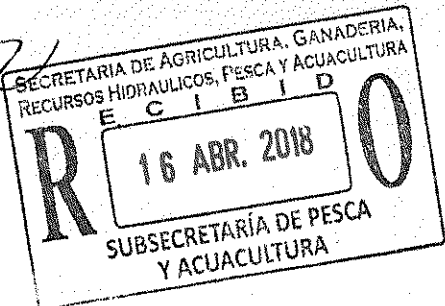 SECRETARIA DE AGRICULTURA, GANADERIA,
RECURSOS HIDRAULICOS, PESCA Y ACUACULTURA
R E C I B I D O
16 ABR. 2018
SUBSECRETARÍA DE PESCA
Y ACUACULTURA